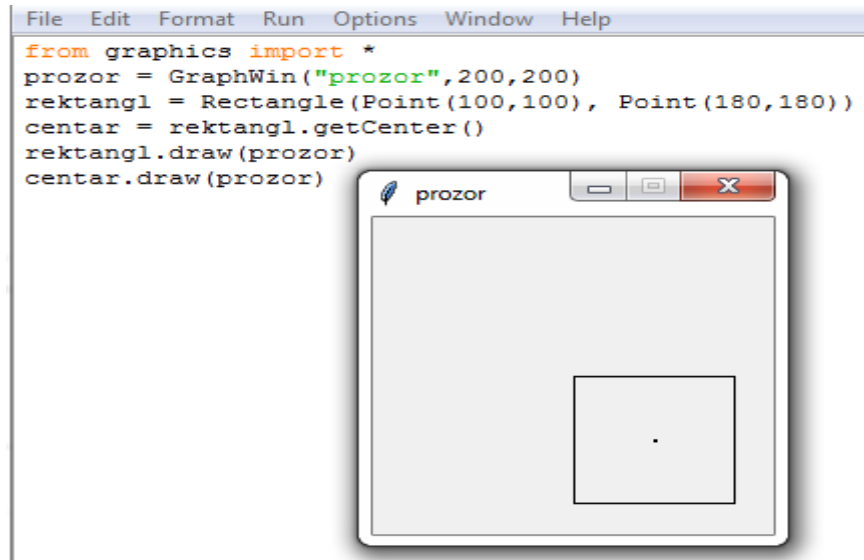 File Edit Format Run Options Window Help
from graphics import *
prozor = GraphWin("prozor",200,200)
rektangl = Rectangle(Point(100,100), Point(180,180))
centar = rektangl.getCenter()
rektangl.draw(prozor)
centar.draw(prozor)
prozor